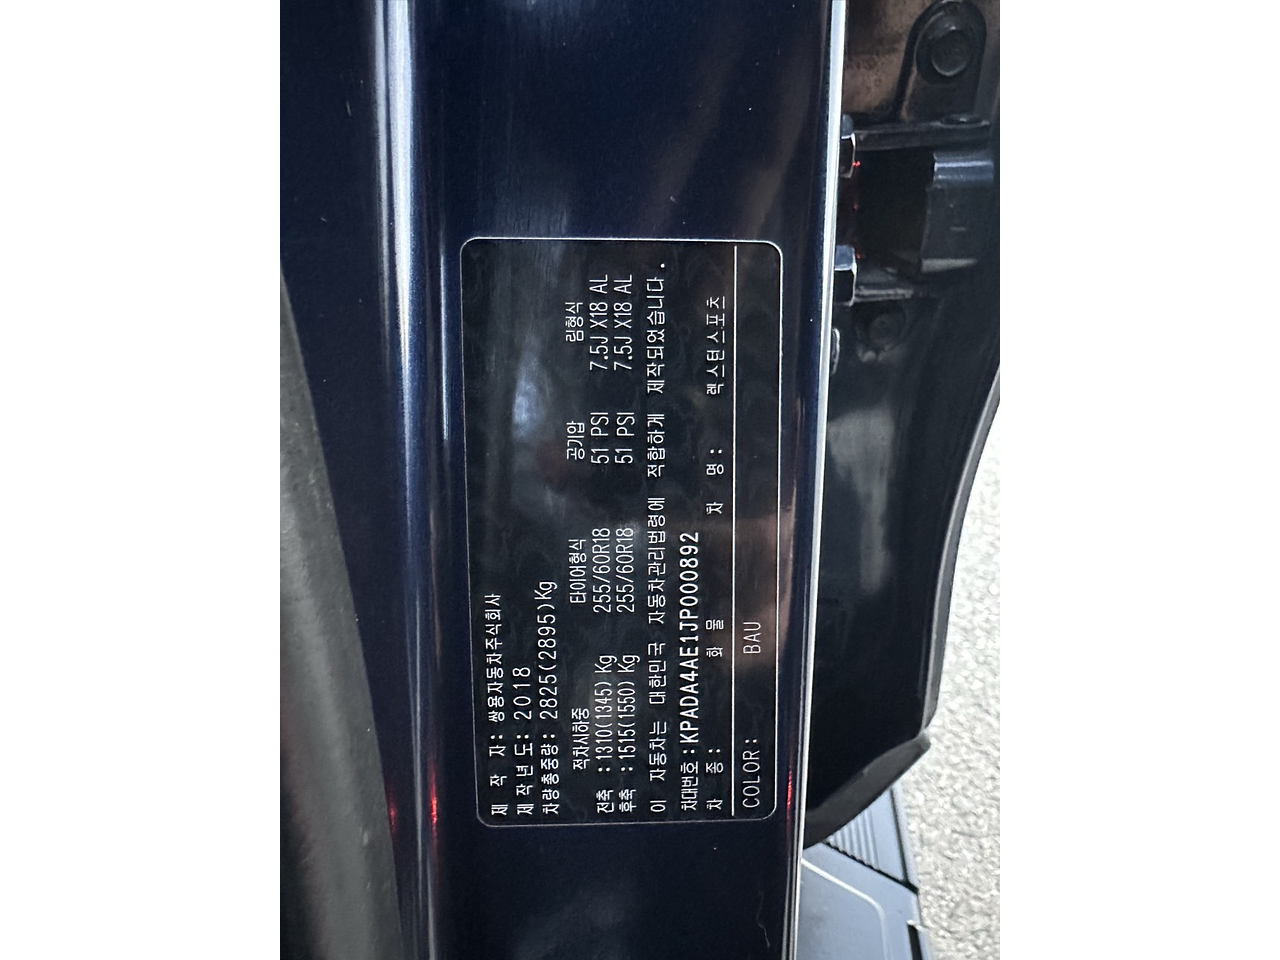 제 작 자: 쌍용자동차주식회사
제작년도: 2018
차량총중량: 2825(2895)Kg
적차시하중 타이어형식 공기압 림형식
전축 : 1310(1345) Kg 255/60R18 51 PSI 7.5J X18 AL
후축 : 1515(1550) Kg 255/60R18 51 PSI 7.5J X18 AL
이 자동차는 대한민국 자동차관리법령에 적합하게 제작되었습니다.
차대번호: KPADA4AE1JP000892
차 종: 화 물 차 명: 렉스턴스포츠
COLOR: BAU